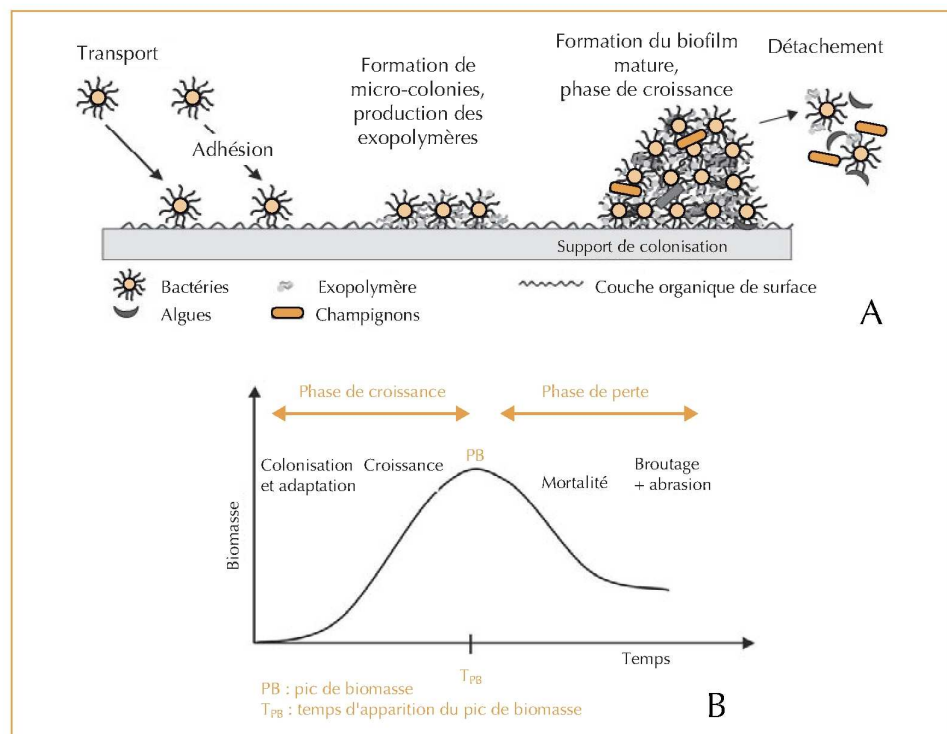 Transport
Adhésion
Formation de
micro-colonies,
production des
exopolymères
Formation du biofilm
mature,
phase de croissance
Détachement
Support de colonisation
Bactéries
Exopolymère
Couche organique de surface
Algues
Champignons
A
Phase de croissance
Phase de perte
PB
Colonisation
et adaptation
Croissance
Mortalité
Broutage
+ abrasion
Biomasse
Temps
TPB
PB : pic de biomasse
TPB : temps d'apparition du pic de biomasse
B